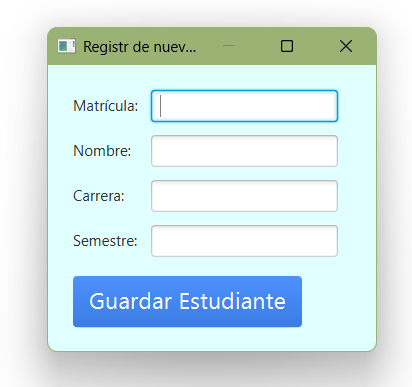 Registr de nuev...
Matrícula:
Nombre:
Carrera:
Semestre:
Guardar Estudiante